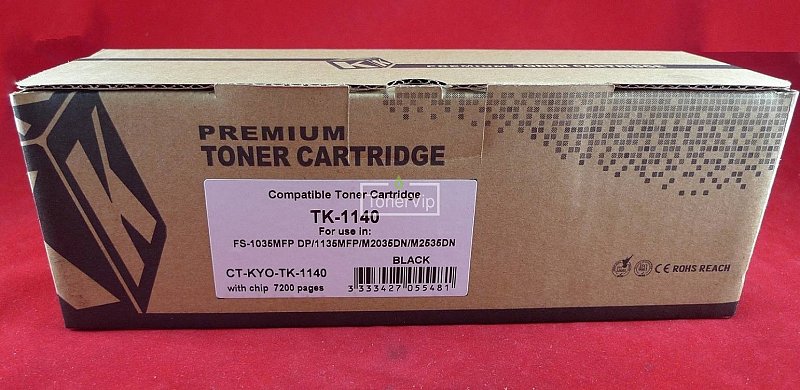 K
PREMIUM TONER CARTRIDGE
PREMIUM
TONER CARTRIDGE
Compatible Toner Cartridge
TonerVip
TK-1140
For use in:
FS-1035MFP DP/1135MFP/M2035DN/M2535DN
BLACK
CT-KYO-TK-1140
with chip 7200 pages
3 333427 055481
CE ROHS REACH
K